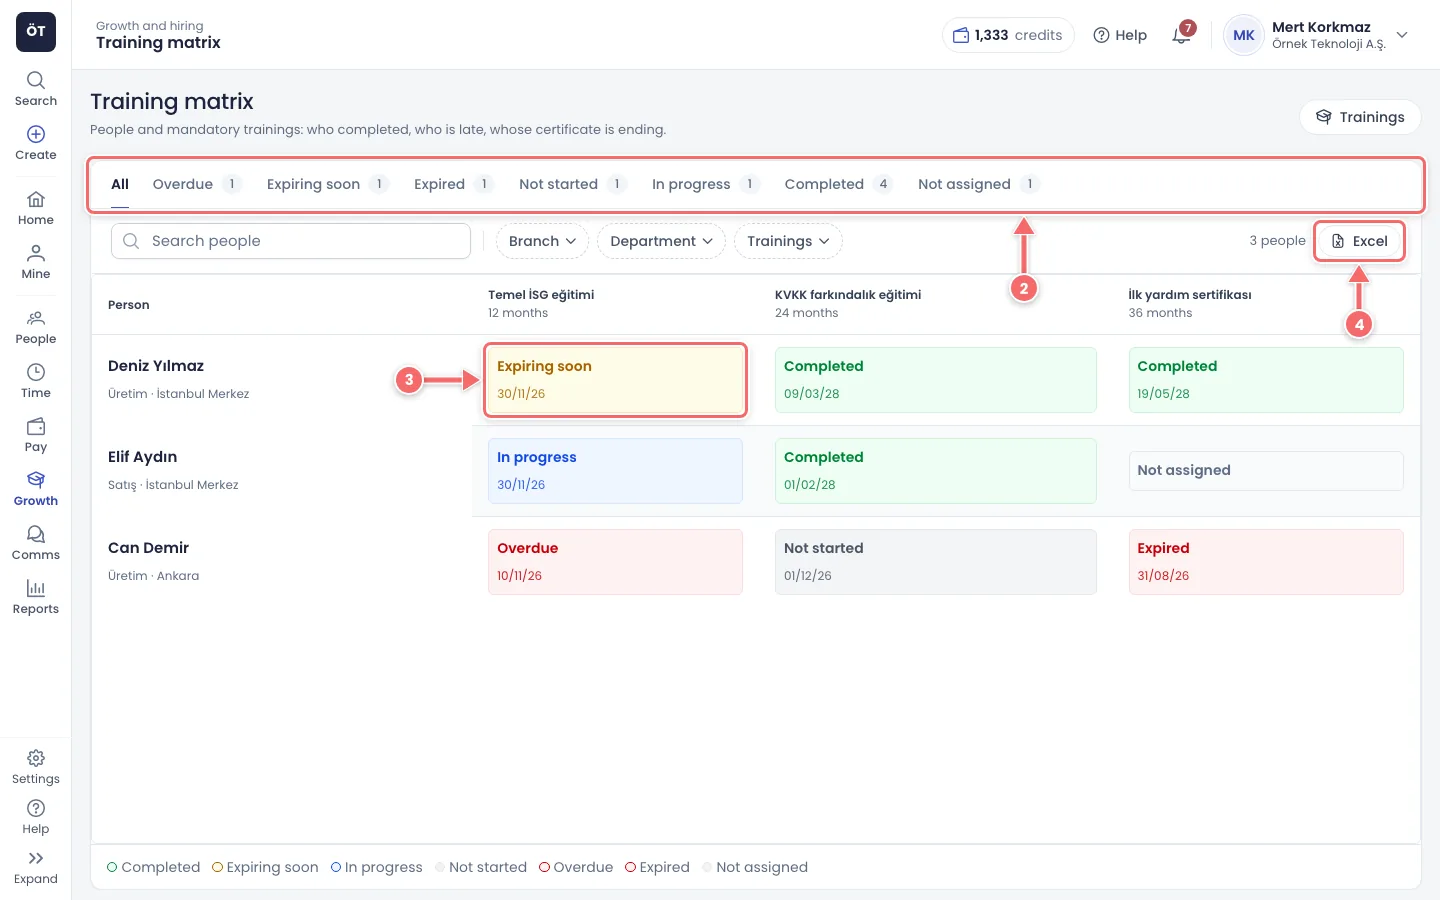 ÖT
Growth and hiring
Training matrix
1,333 credits
Help
7
MK
Mert Korkmaz
Örnek Teknoloji A.Ş.
Search
Create
Home
Mine
People
Time
Pay
Growth
Comms
Reports
Settings
Help
Expand
Training matrix
People and mandatory trainings: who completed, who is late, whose certificate is ending.
Trainings
All Overdue 1 Expiring soon 1 Expired 1 Not started 1 In progress 1 Completed 4 Not assigned 1
Search people
Branch Department Trainings
3 people
Excel
2
4
3
Person
Temel İSG eğitimi
12 months
KVKK farkındalık eğitimi
24 months
İlk yardım sertifikası
36 months
Deniz Yılmaz
Üretim · İstanbul Merkez
Expiring soon
30/11/26
Completed
09/03/28
Completed
19/05/28
Elif Aydın
Satış · İstanbul Merkez
In progress
30/11/26
Completed
01/02/28
Not assigned
Can Demir
Üretim · Ankara
Overdue
10/11/26
Not started
01/12/26
Expired
31/08/26
Completed Expiring soon In progress Not started Overdue Expired Not assigned